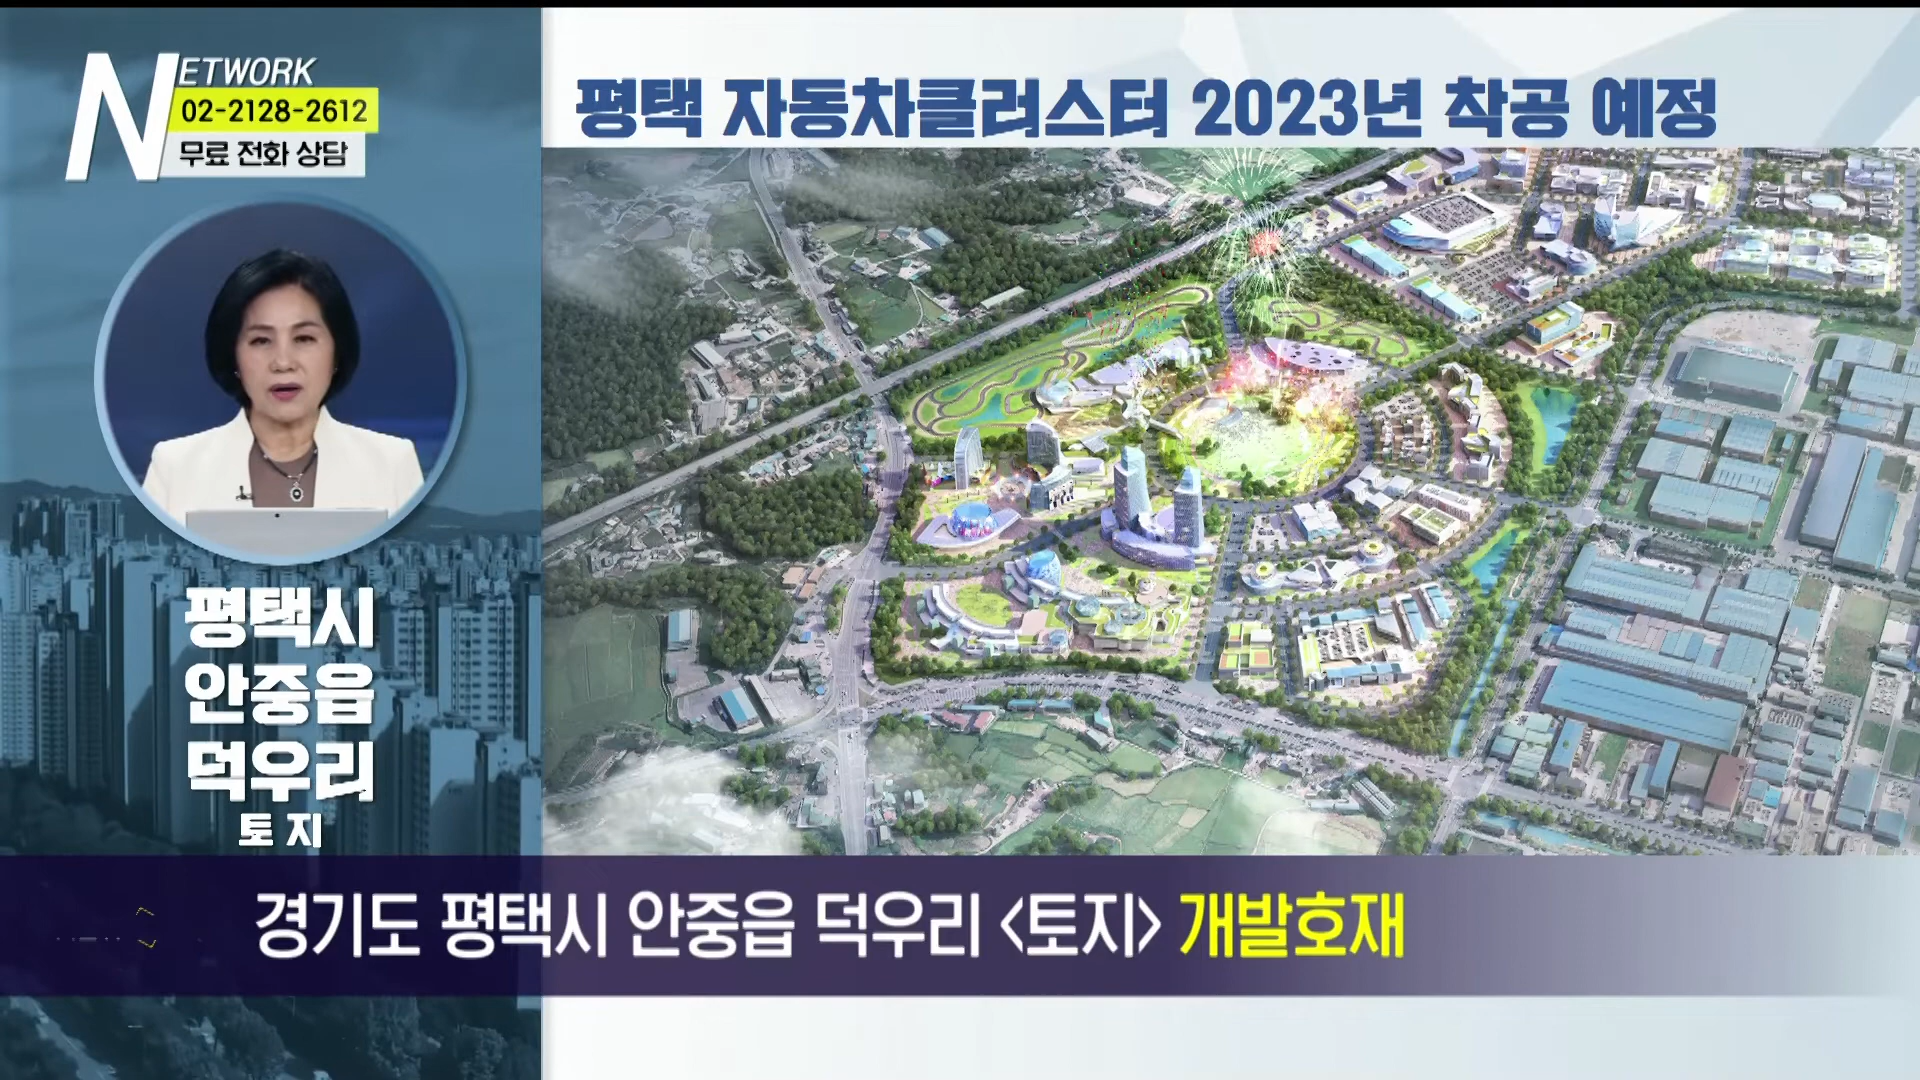 NETWORK
02-2128-2612
무료 전화 상담
평택 자동차클러스터 2023년 착공 예정
평택시
안중읍
덕우리
토지
경기도 평택시 안중읍 덕우리 <토지> 개발호재